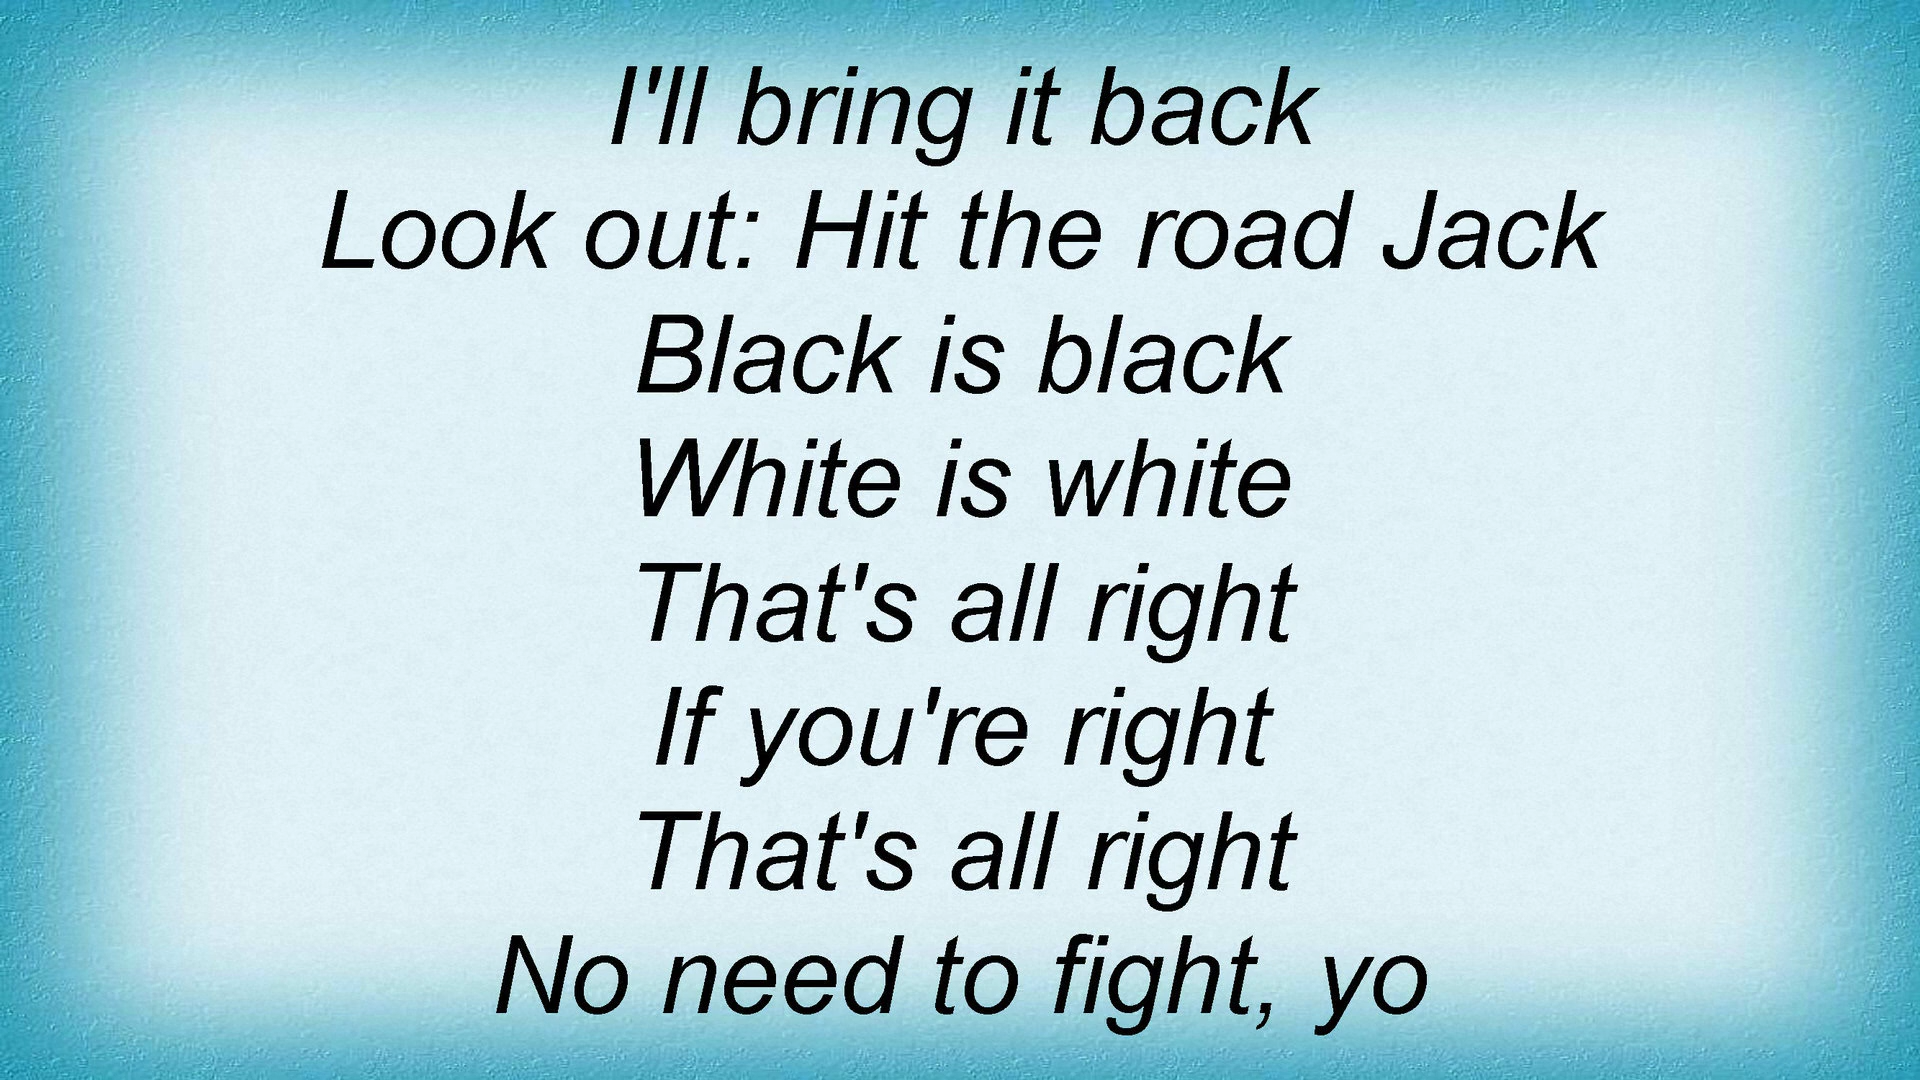 I'll bring it back
Look out: Hit the road Jack
Black is black
White is white
That's all right
If you're right
That's all right
No need to fight, yo